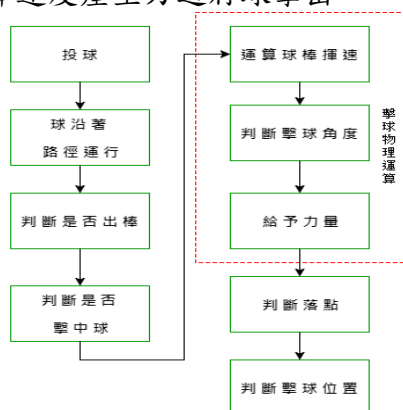 投球
球沿著
路徑運行
判斷是否出棒
判斷是否
擊中球
運算球棒揮速
判斷擊球角度
給予力量
擊球物理運算
判斷落點
判斷擊球位置